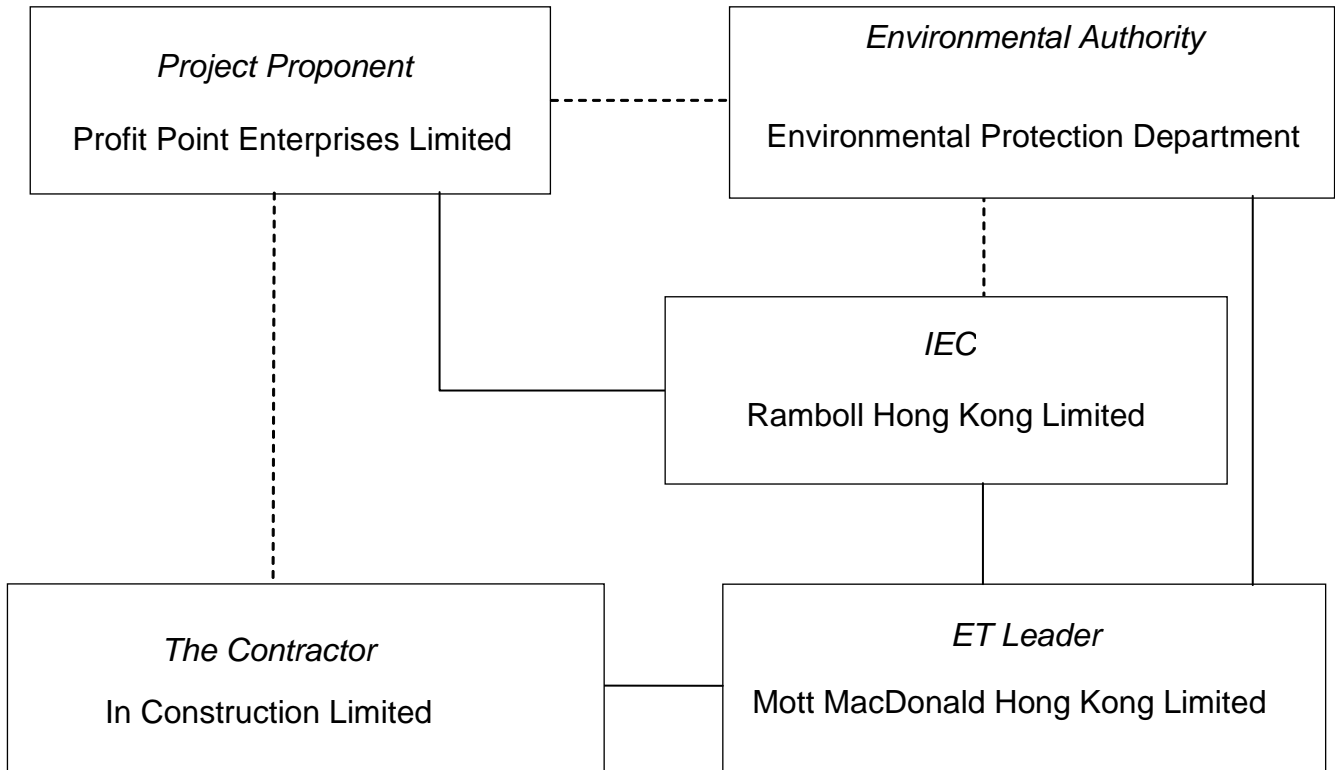 Project Proponent
Profit Point Enterprises Limited
Environmental Authority
Environmental Protection Department
IEC
Ramboll Hong Kong Limited
The Contractor
In Construction Limited
ET Leader
Mott MacDonald Hong Kong Limited